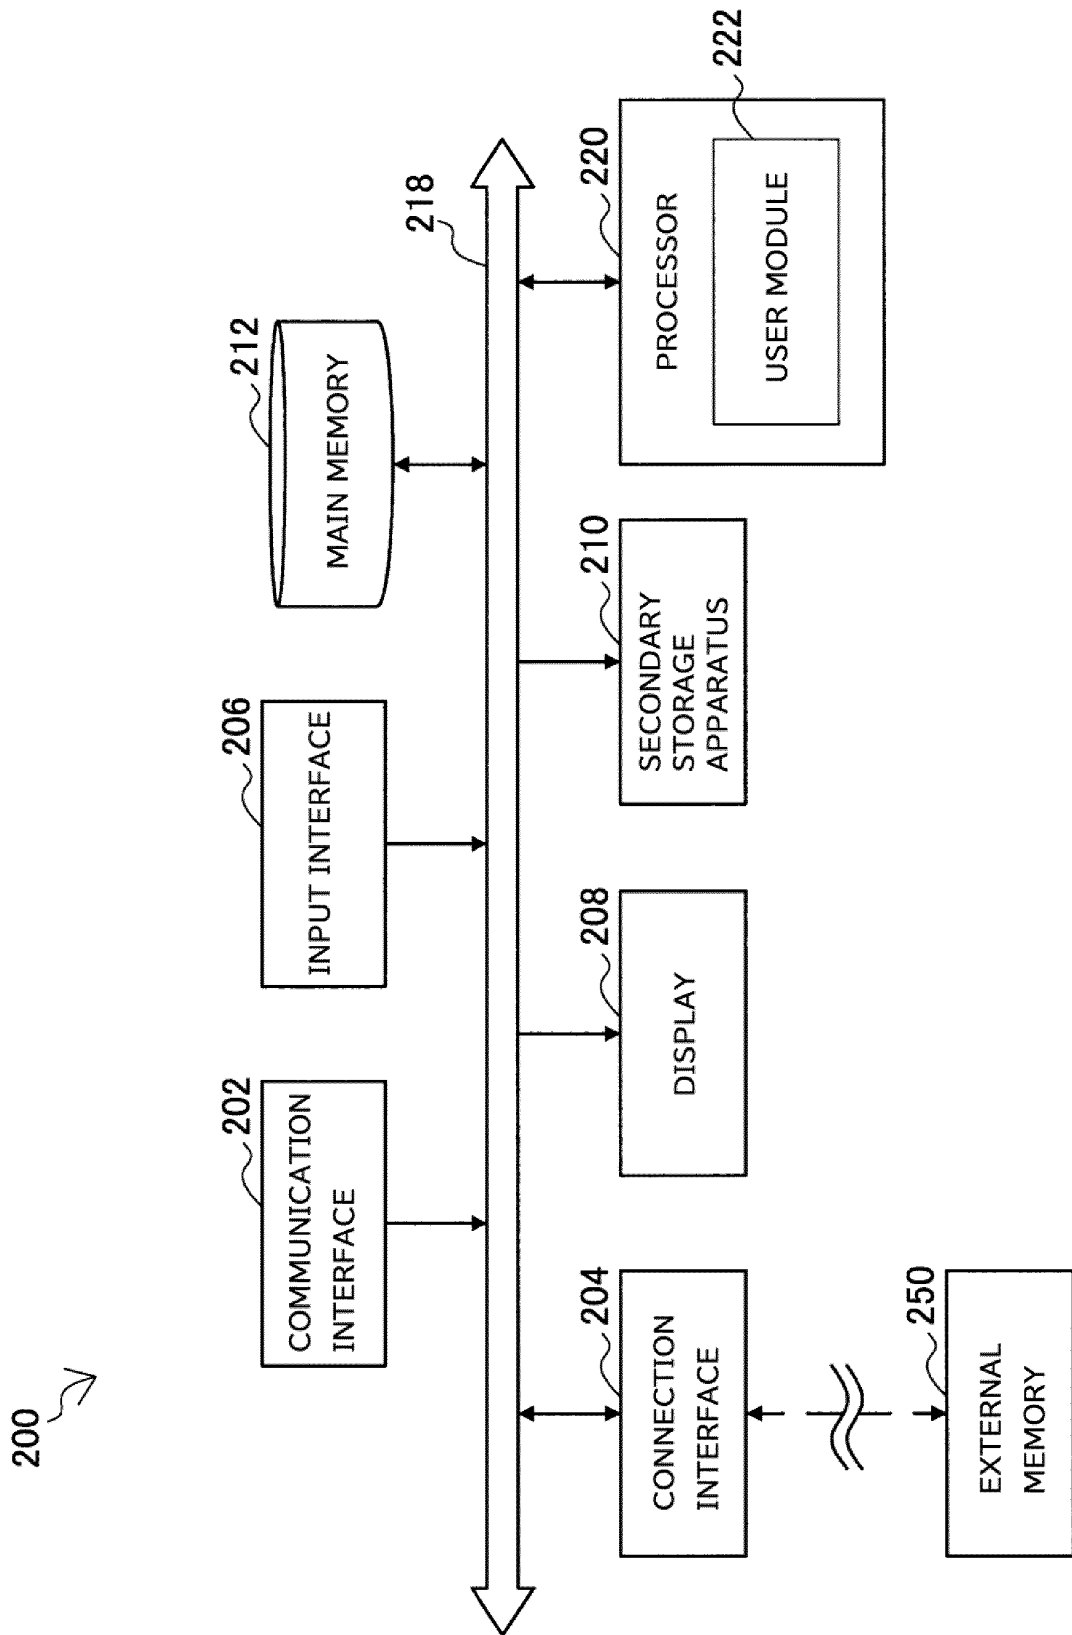 200
202
COMMUNICATION
INTERFACE
206
INPUT INTERFACE
212
MAIN MEMORY
218
204
CONNECTION
INTERFACE
208
DISPLAY
210
SECONDARY
STORAGE
APPARATUS
220
PROCESSOR
222
USER MODULE
250
EXTERNAL
MEMORY